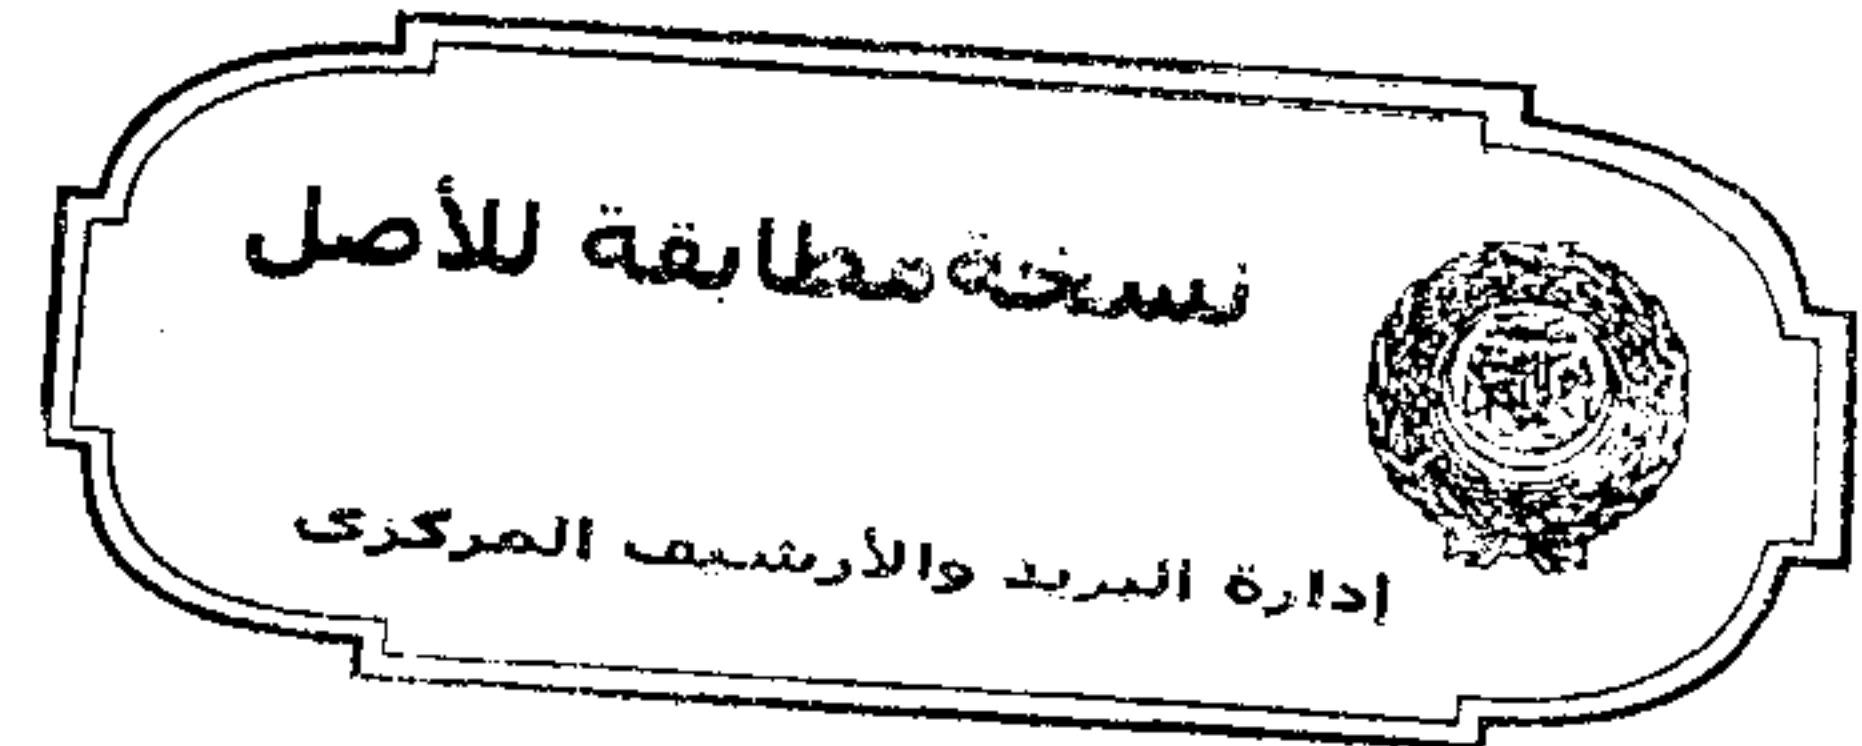 نسخة مطابقة للأصل
إدارة البريد والأرشيف المركزى